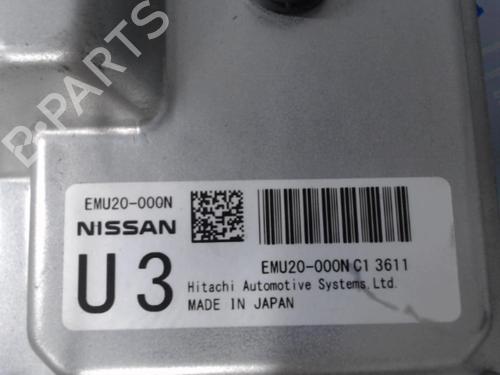 B-PARTS
EMU20-000N
NISSAN
U3
EMU20-000N C1 3611
Hitachi Automotive Systems,Ltd.
MADE IN JAPAN